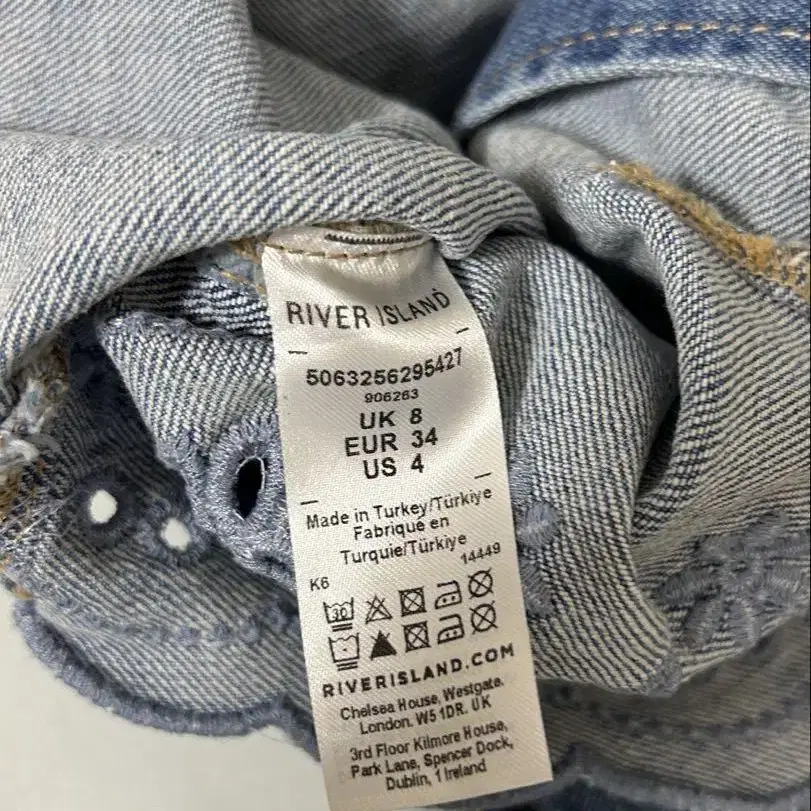 RIVER ISLAND
5063256295427
906263
UK 8
EUR 34
US 4
Made in Turkey/Türkiye
Fabriqué en
Turquie/Türkiye
K6 14449
30
RIVERISLAND.COM
Chelsea House, Westgate.
London. W5 1DR. UK
3rd Floor Kilmore House,
Park Lane, Spencer Dock,
Dublin, 1 Ireland